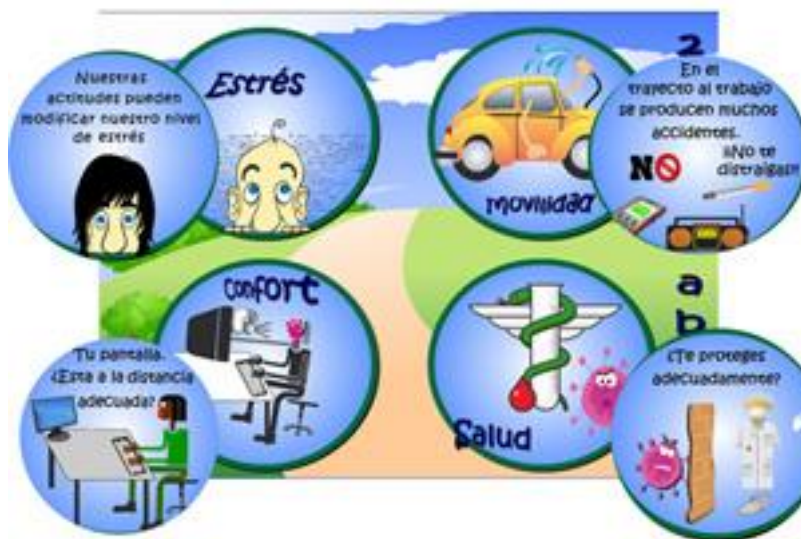 Nuestras
actitudes pueden
modificar nuestro nivel
de estrés
Estrés
movilidad
2
En el
trayecto al trabajo
se producen muchos
accidentes.
NO
¡¡No te
distraigas!!
Confort
Tu pantalla.
¿Esta a la distancia
adecuada?
Salud
a
b
¿Te proteges
adecuadamente?